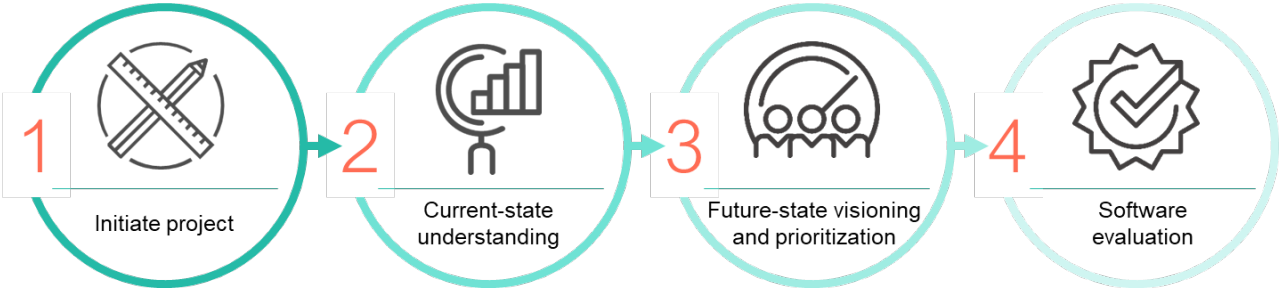 1
Initiate project
2
Current-state
understanding
3
Future-state visioning
and prioritization
4
Software
evaluation